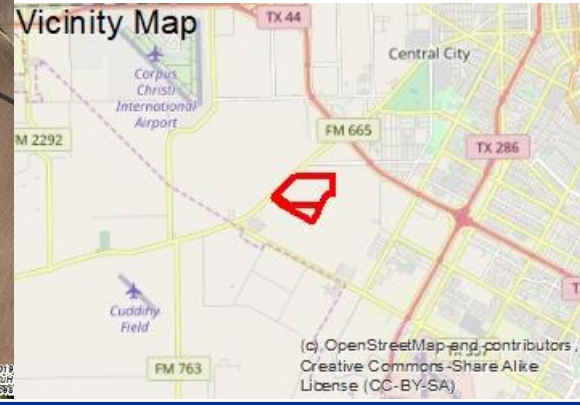 Vicinity Map
TX 44
Central City
Corpus
Christi
International
Airport
FM 2292
FM 665
TX 286
Cuddihy
Field
FM 763
(c) OpenStreetMap and contributors,
Creative Commons-Share Alike
License (CC-BY-SA)